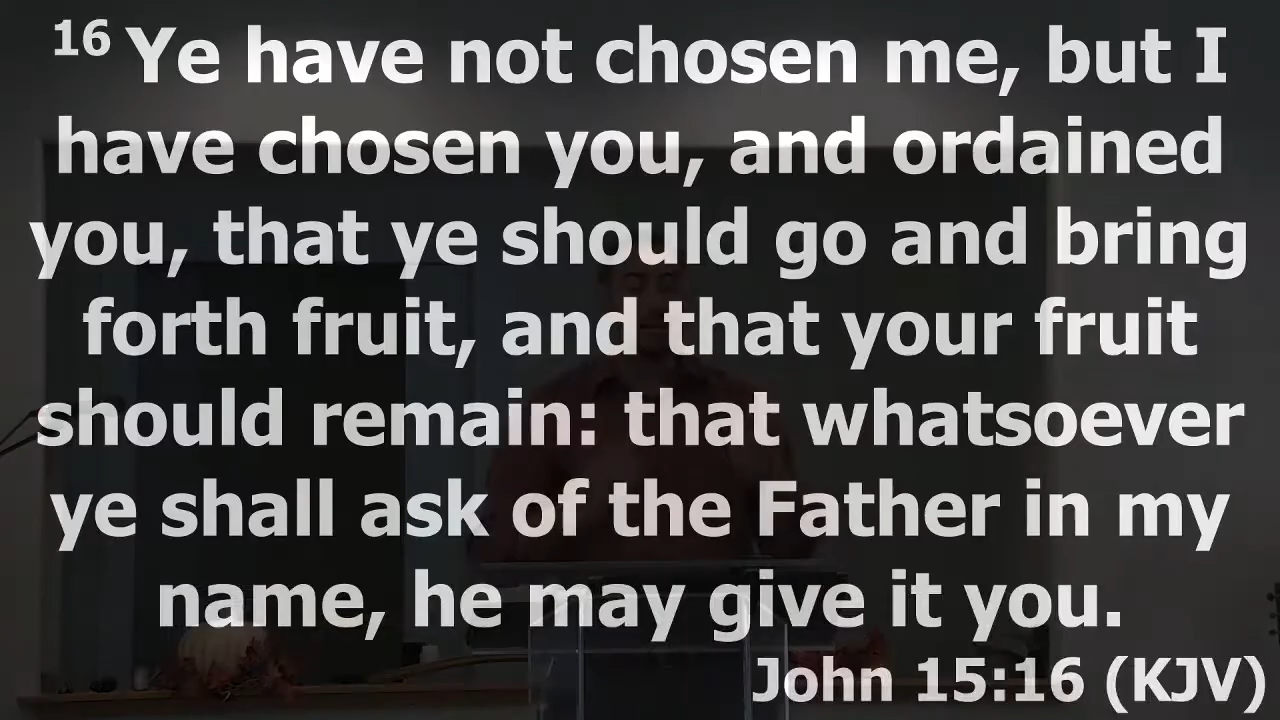 16 Ye have not chosen me, but I
have chosen you, and ordained
you, that ye should go and bring
forth fruit, and that your fruit
should remain: that whatsoever
ye shall ask of the Father in my
name, he may give it you.
John 15:16 (KJV)